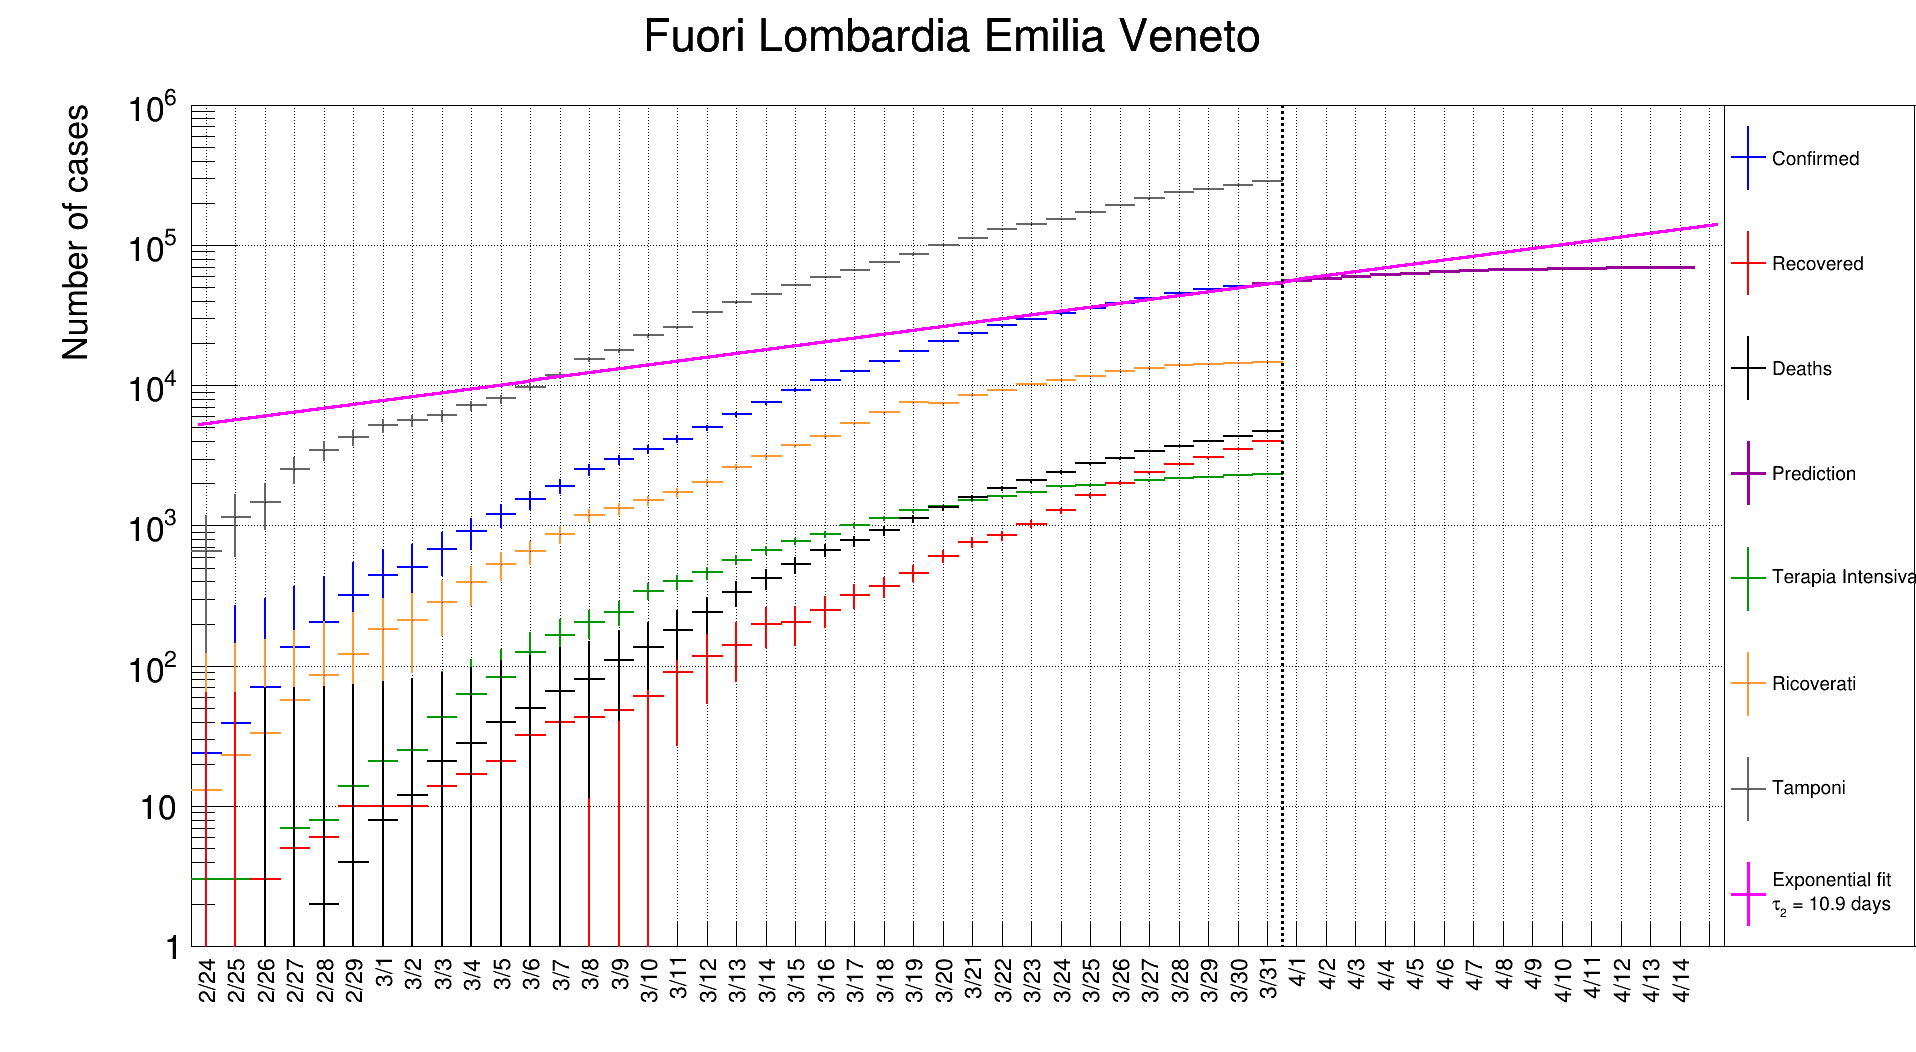 Fuori Lombardia Emilia Veneto
Number of cases
10^6
10^5
10^4
10^3
10^2
10
1
2/24 2/25 2/26 2/27 2/28 2/29 3/1 3/2 3/3 3/4 3/5 3/6 3/7 3/8 3/9 3/10 3/11 3/12 3/13 3/14 3/15 3/16 3/17 3/18 3/19 3/20 3/21 3/22 3/23 3/24 3/25 3/26 3/27 3/28 3/29 3/30 3/31 4/1 4/2 4/3 4/4 4/5 4/6 4/7 4/8 4/9 4/10 4/11 4/12 4/13 4/14
Confirmed
Recovered
Deaths
Prediction
Terapia Intensiva
Ricoverati
Tamponi
Exponential fit
τ₂ = 10.9 days